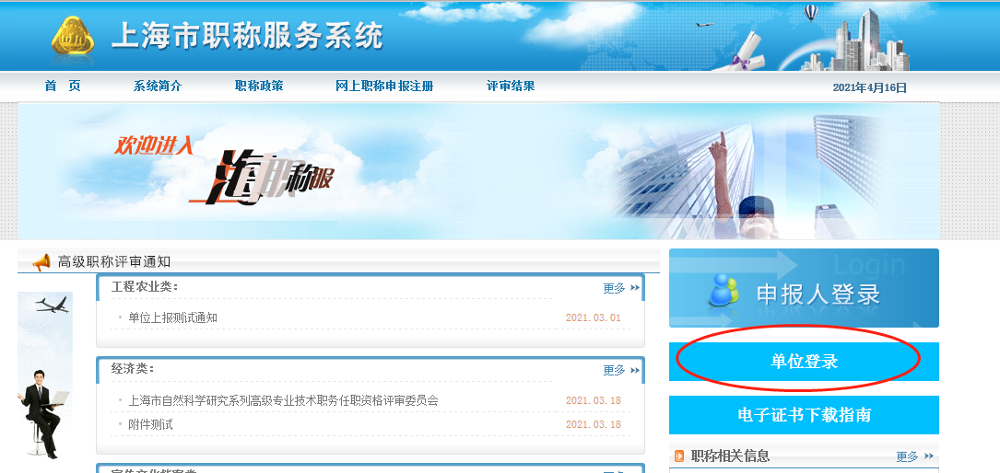 上海市职称服务系统
首 页 系统简介 职称政策 网上职称申报注册 评审结果 2021年4月16日
欢迎进入
上海职称服
高级职称评审通知
Login
申报人登录
工程农业类： 更多
单位上报测试通知 2021.03.01
单位登录
经济类： 更多
上海市自然科学研究系列高级专业技术职务任职资格评审委员会 2021.03.18
电子证书下载指南
附件测试 2021.03.18
职称相关信息 更多